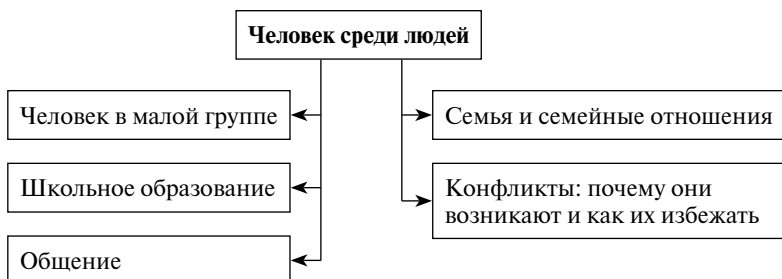 Человек среди людей
Человек в малой группе
Школьное образование
Общение
Семья и семейные отношения
Конфликты: почему они
возникают и как их избежать